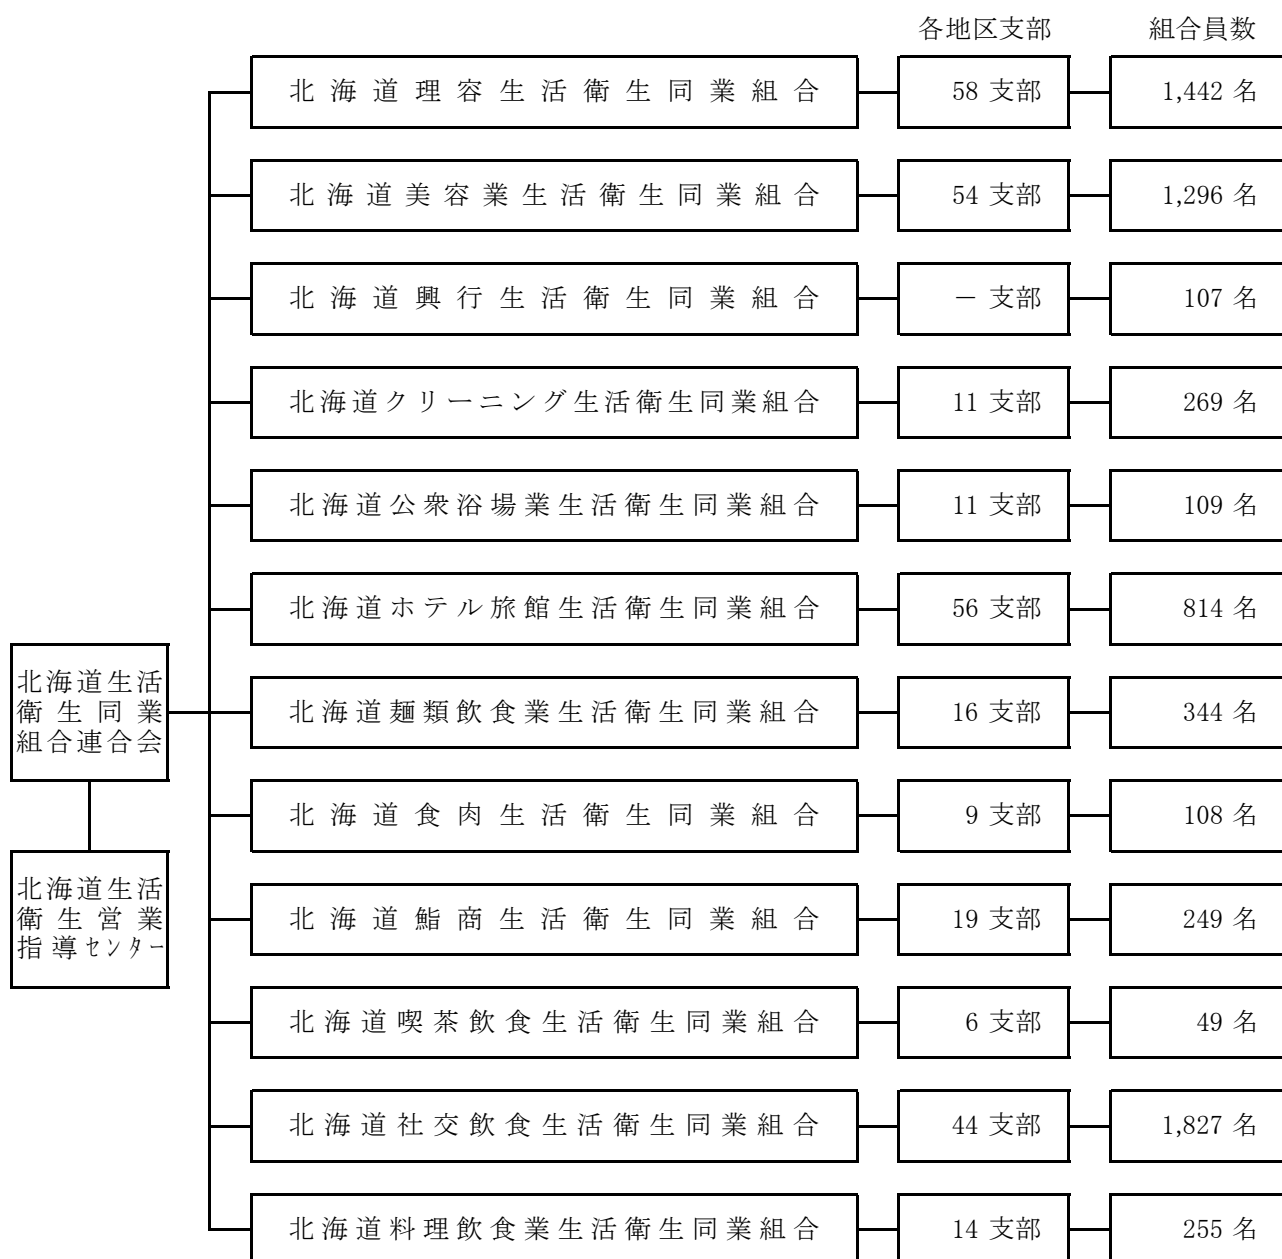 各地区支部 組合員数
北海道理容生活衛生同業組合 58 支部 1,442 名
北海道美容業生活衛生同業組合 54 支部 1,296 名
北海道興行生活衛生同業組合 － 支部 107 名
北海道クリーニング生活衛生同業組合 11 支部 269 名
北海道公衆浴場業生活衛生同業組合 11 支部 109 名
北海道ホテル旅館生活衛生同業組合 56 支部 814 名
北海道生活
衛生同業
組合連合会
北海道麺類飲食業生活衛生同業組合 16 支部 344 名
北海道食肉生活衛生同業組合 9 支部 108 名
北海道生活
衛生営業
指導センター
北海道鮨商生活衛生同業組合 19 支部 249 名
北海道喫茶飲食生活衛生同業組合 6 支部 49 名
北海道社交飲食生活衛生同業組合 44 支部 1,827 名
北海道料理飲食業生活衛生同業組合 14 支部 255 名